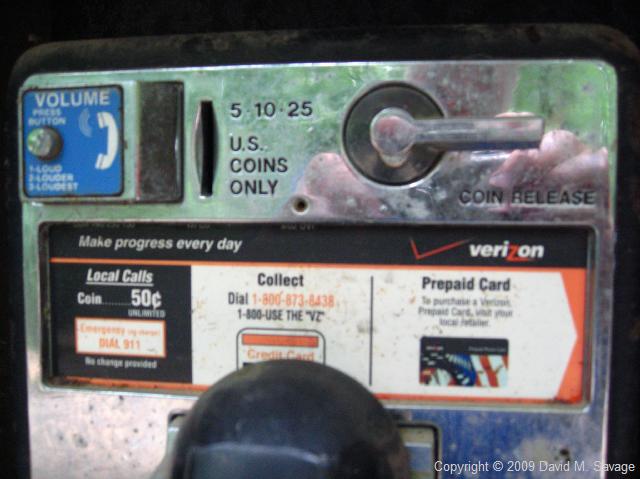 VOLUME
PRESS
BUTTON
1-LOUD
2-LOUDER
3-LOUDEST
5·10·25
U.S.
COINS
ONLY
COIN RELEASE
Make progress every day
verizon
Local Calls
Coin......50¢
UNLIMITED
Emergency (no charge)
DIAL 911
No change provided
Collect
Dial 1-800-873-8438
1-800-USE THE "VZ"
Credit Card
Prepaid Card
To purchase a Verizon
Prepaid Card, visit your
local retailer.
Copyright © 2009 David M. Savage